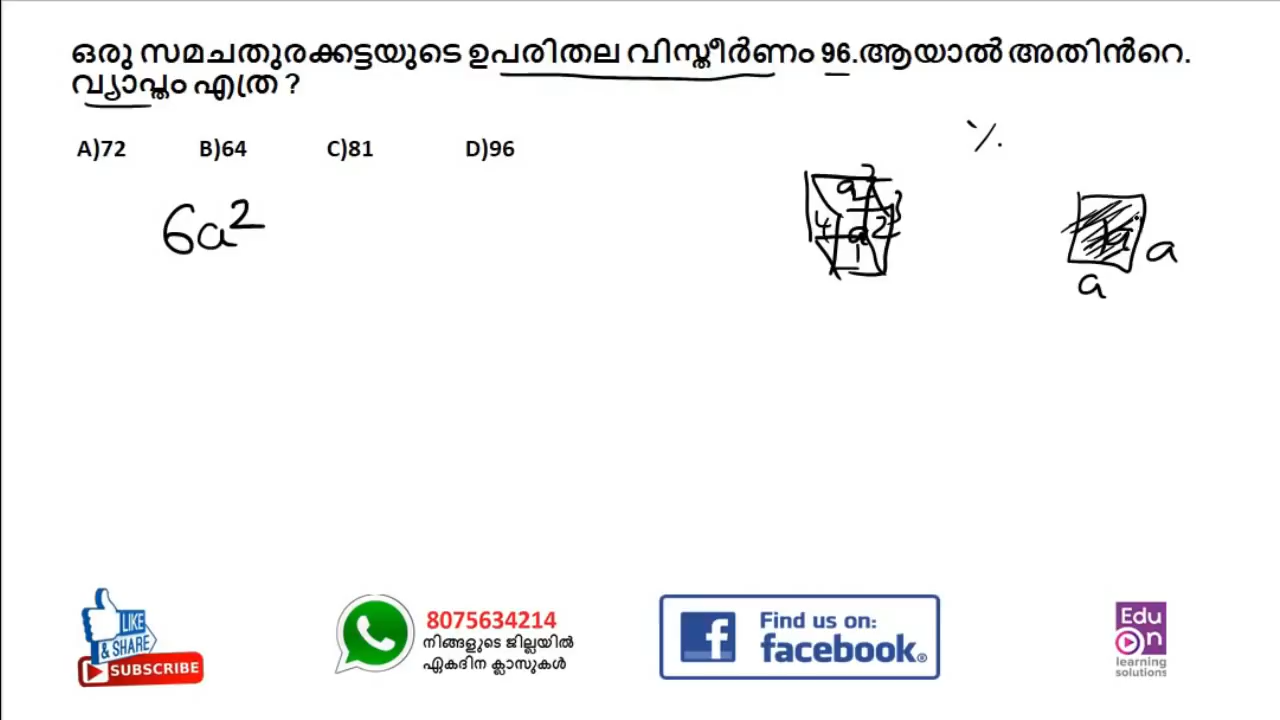 ഒരു സമചതുരക്കട്ടയുടെ ഉപരിതല വിസ്തീർണം 96.ആയാൽ അതിൻറെ.
വ്യാപ്തം എത്ര ?
A)72 B)64 C)81 D)96
6a²
a
a
LIKE
& SHARE
SUBSCRIBE
8075634214
നിങ്ങളുടെ ജില്ലയിൽ
ഏകദിന ക്ലാസുകൾ
Find us on:
facebook®
Edu
On
learning
solutions